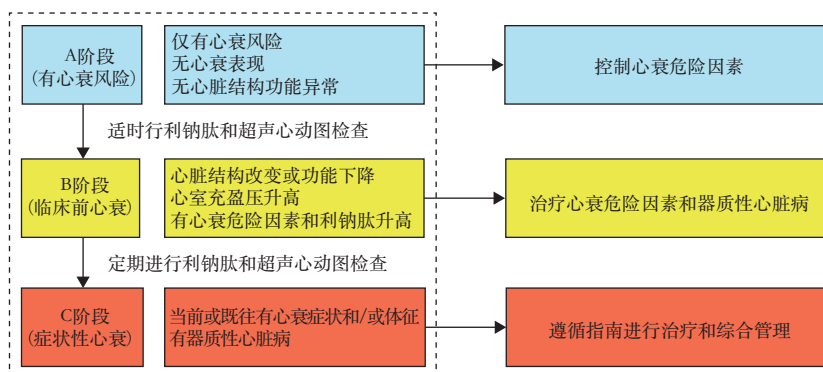 A阶段
(有心衰风险)
仅有心衰风险
无心衰表现
无心脏结构功能异常
控制心衰危险因素
适时行利钠肽和超声心动图检查
B阶段
(临床前心衰)
心脏结构改变或功能下降
心室充盈压升高
有心衰危险因素和利钠肽升高
治疗心衰危险因素和器质性心脏病
定期进行利钠肽和超声心动图检查
C阶段
(症状性心衰)
当前或既往有心衰症状和/或体征
有器质性心脏病
遵循指南进行治疗和综合管理